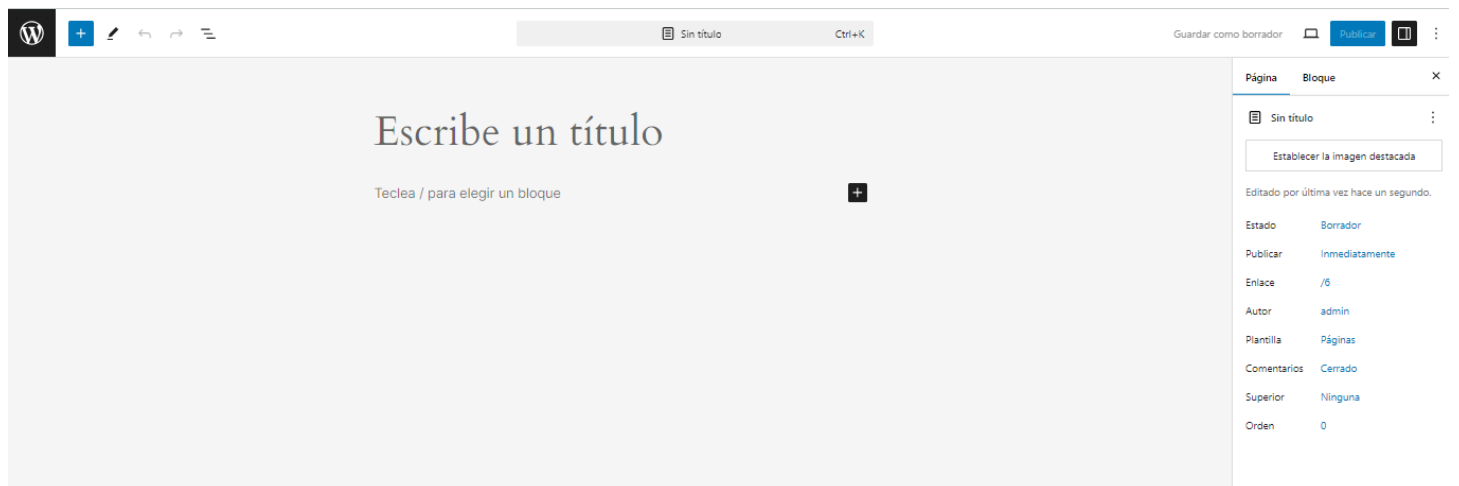 Sin título Ctrl+K Guardar como borrador Publicar
Página Bloque
Sin título
Escribe un título
Establecer la imagen destacada
Teclea / para elegir un bloque
Editado por última vez hace un segundo.
Estado Borrador
Publicar Inmediatamente
Enlace /6
Autor admin
Plantilla Páginas
Comentarios Cerrado
Superior Ninguna
Orden 0